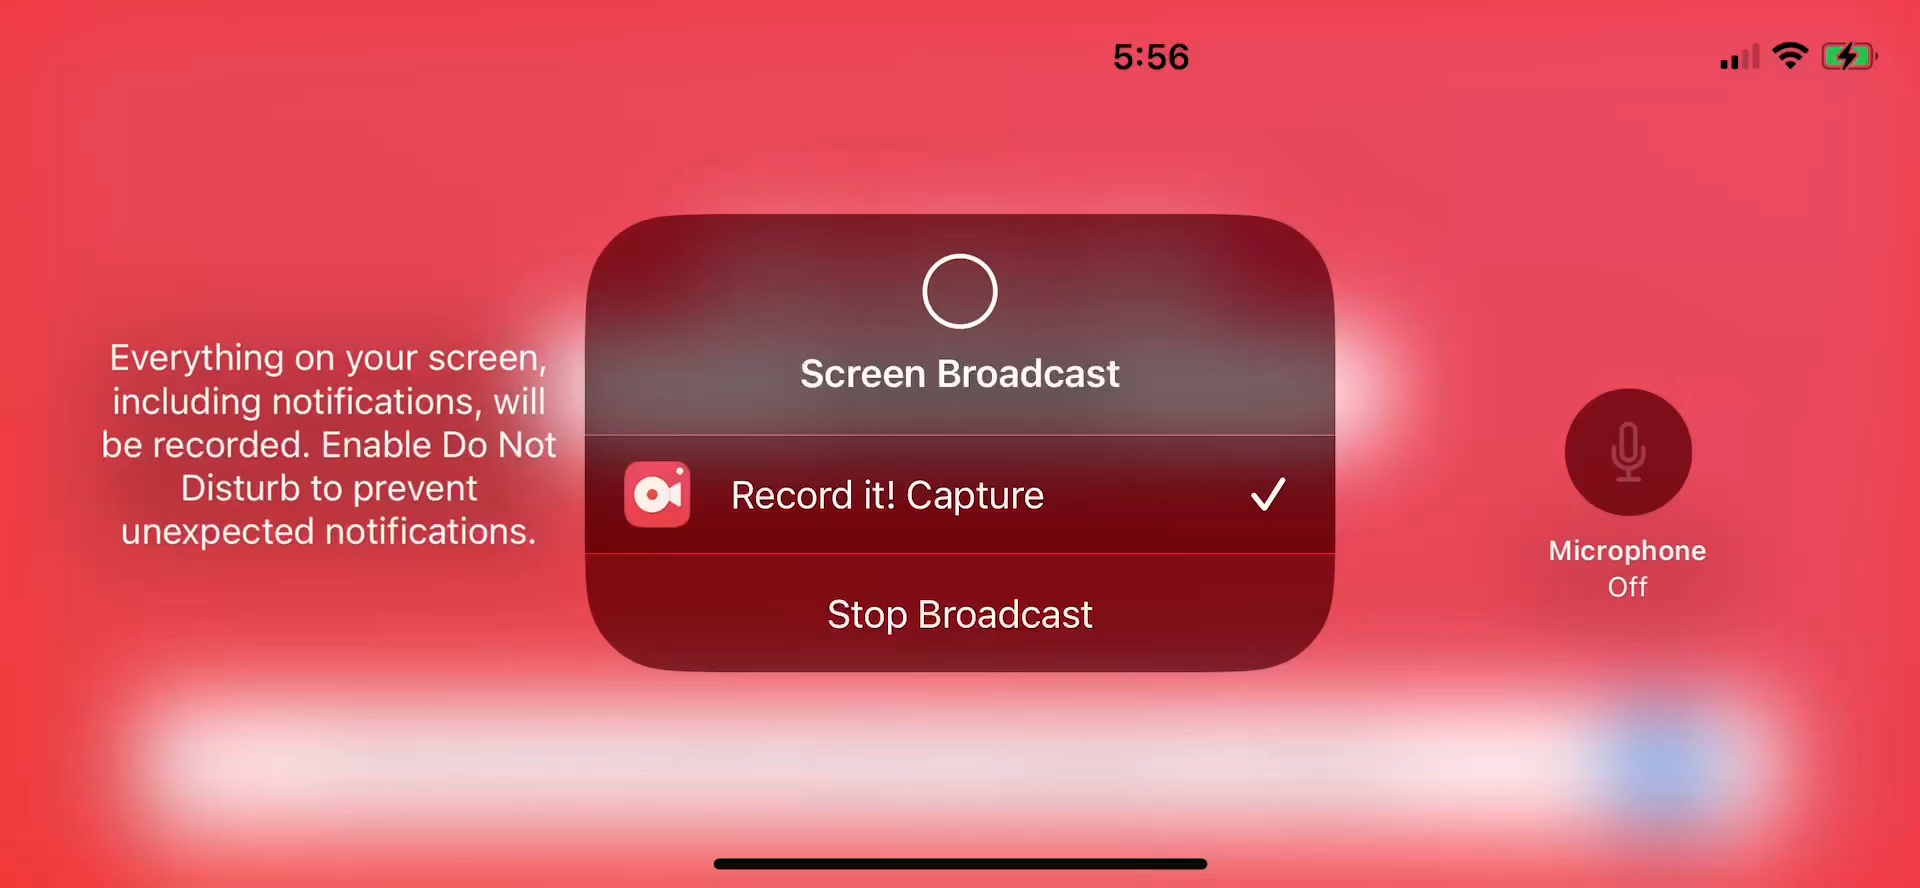 5:56
Everything on your screen,
including notifications, will
be recorded. Enable Do Not
Disturb to prevent
unexpected notifications.
Screen Broadcast
Record it! Capture
Stop Broadcast
Microphone
Off